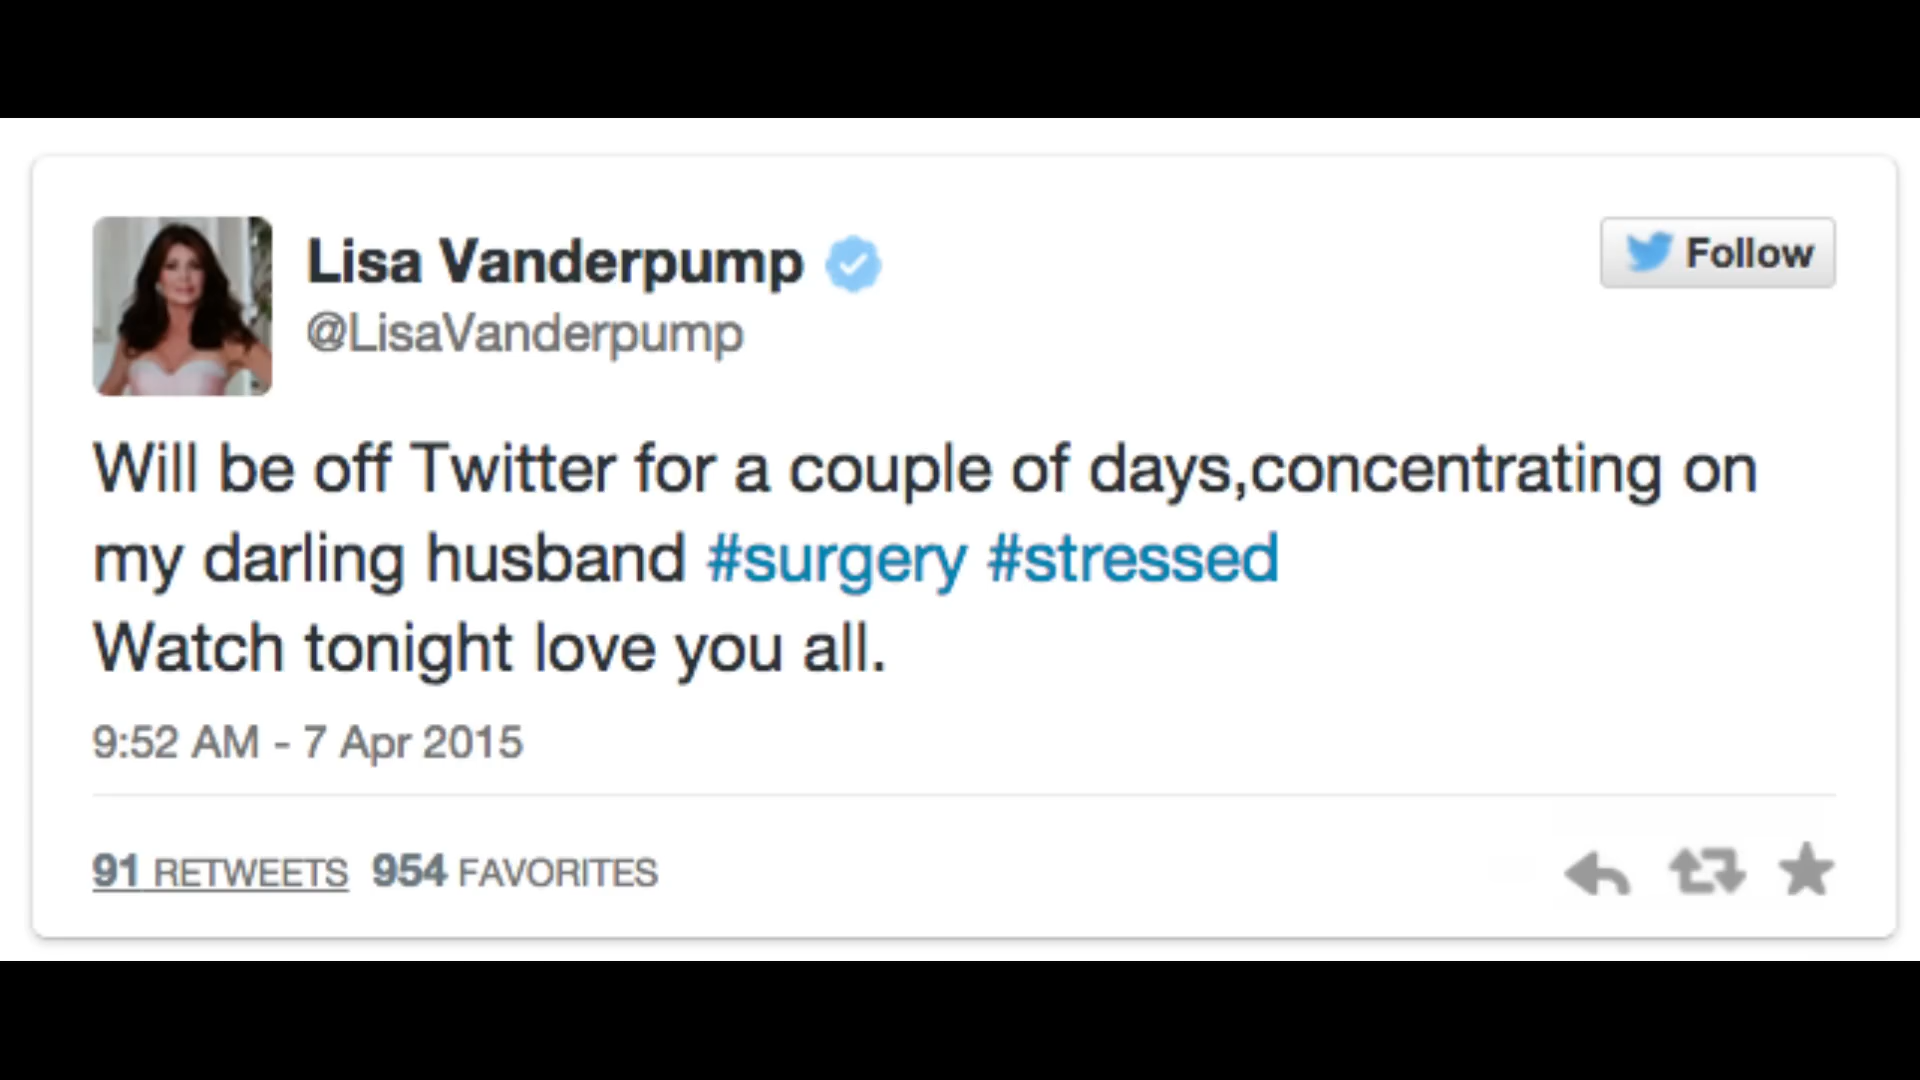 Lisa Vanderpump
@LisaVanderpump
Follow
Will be off Twitter for a couple of days,concentrating on
my darling husband #surgery #stressed
Watch tonight love you all.
9:52 AM - 7 Apr 2015
91 RETWEETS 954 FAVORITES